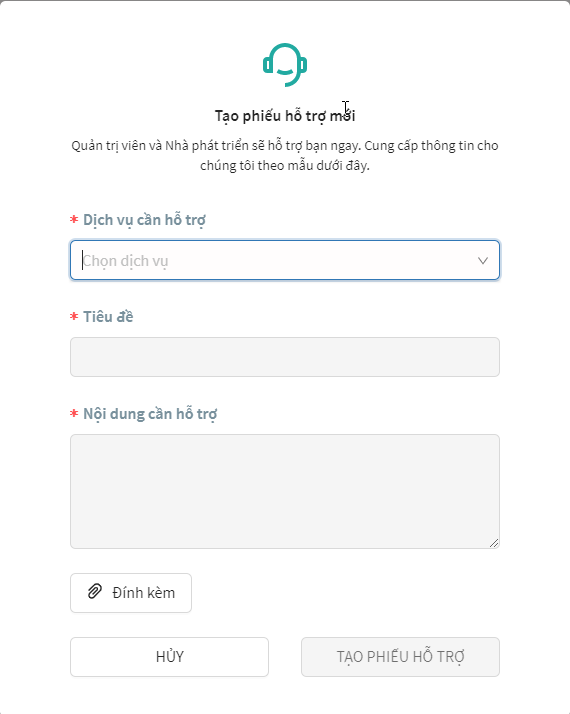 Tạo phiếu hỗ trợ mới
Quản trị viên và Nhà phát triển sẽ hỗ trợ bạn ngay. Cung cấp thông tin cho
chúng tôi theo mẫu dưới đây.
* Dịch vụ cần hỗ trợ
Chọn dịch vụ
* Tiêu đề
* Nội dung cần hỗ trợ
Đính kèm
HỦY
TẠO PHIẾU HỖ TRỢ